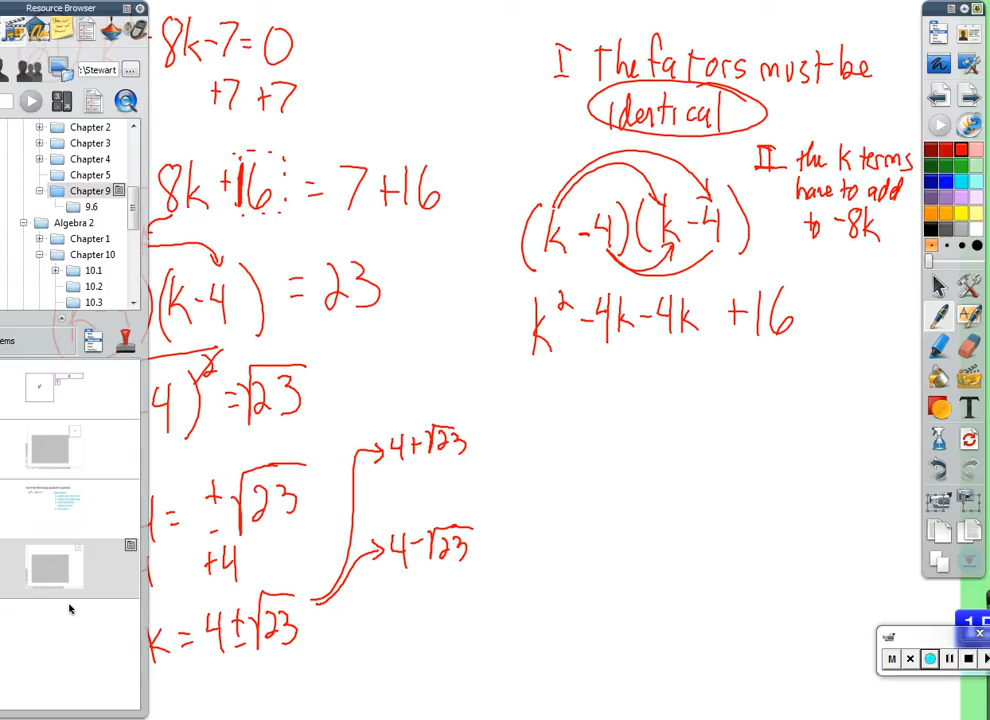 Resource Browser
:\Stewart
...
Chapter 2
Chapter 3
Chapter 4
Chapter 5
Chapter 9
9.6
Algebra 2
Chapter 1
Chapter 10
10.1
10.2
10.3
ems
8k-7=0
+7 +7
8k +16 = 7+16
)(k-4) = 23
4)² = √23
= ±√23
+4
k = 4±√23
4+√23
4-√23
I the factors must be
identical
II the k terms
have to add
to -8k
(k-4)(k-4)
k² -4k-4k +16
T
M